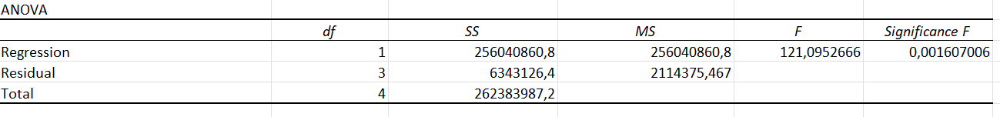 ANOVA
df SS MS F Significance F
Regression 1 256040860,8 256040860,8 121,0952666 0,001607006
Residual 3 6343126,4 2114375,467
Total 4 262383987,2